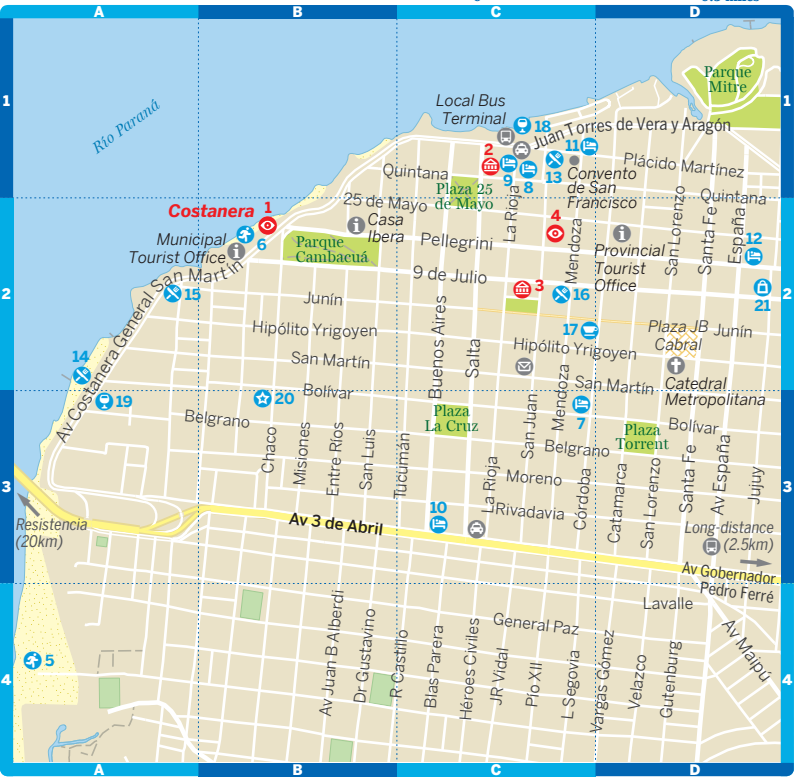 A
B
C
D
1
Parque
Mitre
1
Río Paraná
Local Bus
Terminal
18
Juan Torres de Vera y Aragón
2
11
Plácido Martínez
Quintana
9
8
13
Convento
de San
Francisco
Plaza 25
de Mayo
La Rioja
25 de Mayo
Quintana
Costanera
1
6
Casa
Ibera
4
Municipal
Tourist Office
Parque
Cambacuá
Pellegrini
Mendoza
Provincial
Tourist
Office
San Lorenzo
Santa Fe
España
12
9 de Julio
2
15
Junín
3
16
21
2
Av Costanera General San Martín
Hipólito Yrigoyen
Buenos Aires
Salta
17
Hipólito Yrigoyen
Plaza JB
Cabral
Junín
San Martín
14
Bolívar
San Martín
Catedral
Metropolitana
19
20
Belgrano
Plaza
La Cruz
San Juan
Mendoza
7
Plaza
Torrent
Bolívar
Belgrano
Chaco
Misiones
Entre Ríos
San Luis
Tucumán
La Rioja
Moreno
Rivadavia
Córdoba
Catamarca
San Lorenzo
Santa Fe
Av España
Jujuy
3
3
Resistencia
(20km)
Av 3 de Abril
10
Long-distance
(2.5km)
Av Gobernador
Pedro Ferré
Lavalle
General Paz
Av Maipú
Av Juan B Alberdi
Dr Gustavino
R Castillo
Blas Parera
Héroes Civiles
JR Vidal
Pío XII
L Segovia
Vargas Gómez
Velazco
Gutenburg
5
4
4
A
B
C
D